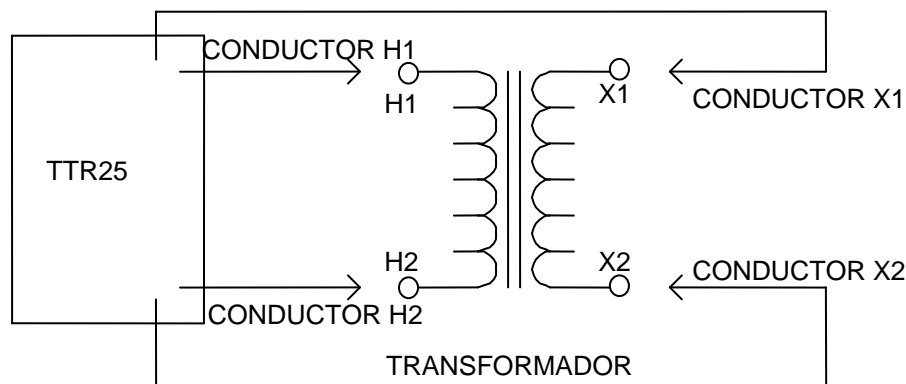 CONDUCTOR H1
H1
X1
CONDUCTOR X1
TTR25
H2
X2
CONDUCTOR X2
CONDUCTOR H2
TRANSFORMADOR